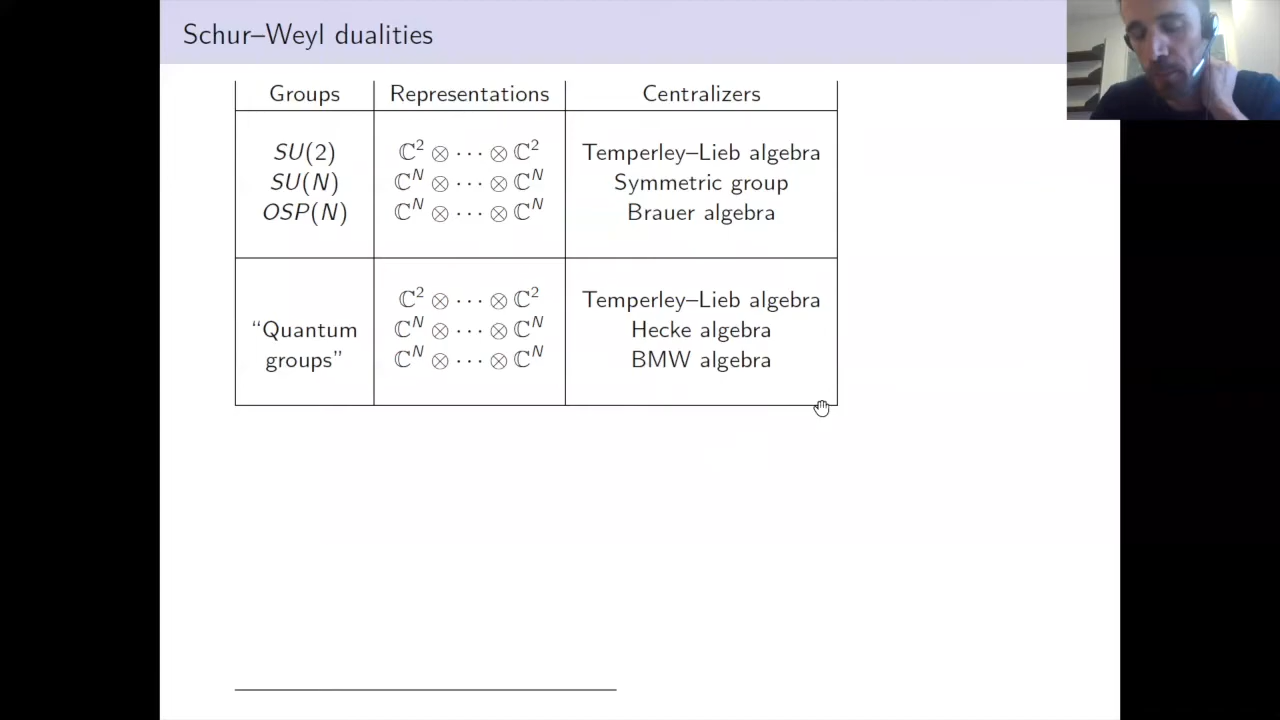 Schur–Weyl dualities
Groups Representations Centralizers
SU(2) ℂ² ⊗ ··· ⊗ ℂ² Temperley–Lieb algebra
SU(N) ℂᴺ ⊗ ··· ⊗ ℂᴺ Symmetric group
OSP(N) ℂᴺ ⊗ ··· ⊗ ℂᴺ Brauer algebra
ℂ² ⊗ ··· ⊗ ℂ² Temperley–Lieb algebra
“Quantum ℂᴺ ⊗ ··· ⊗ ℂᴺ Hecke algebra
groups” ℂᴺ ⊗ ··· ⊗ ℂᴺ BMW algebra